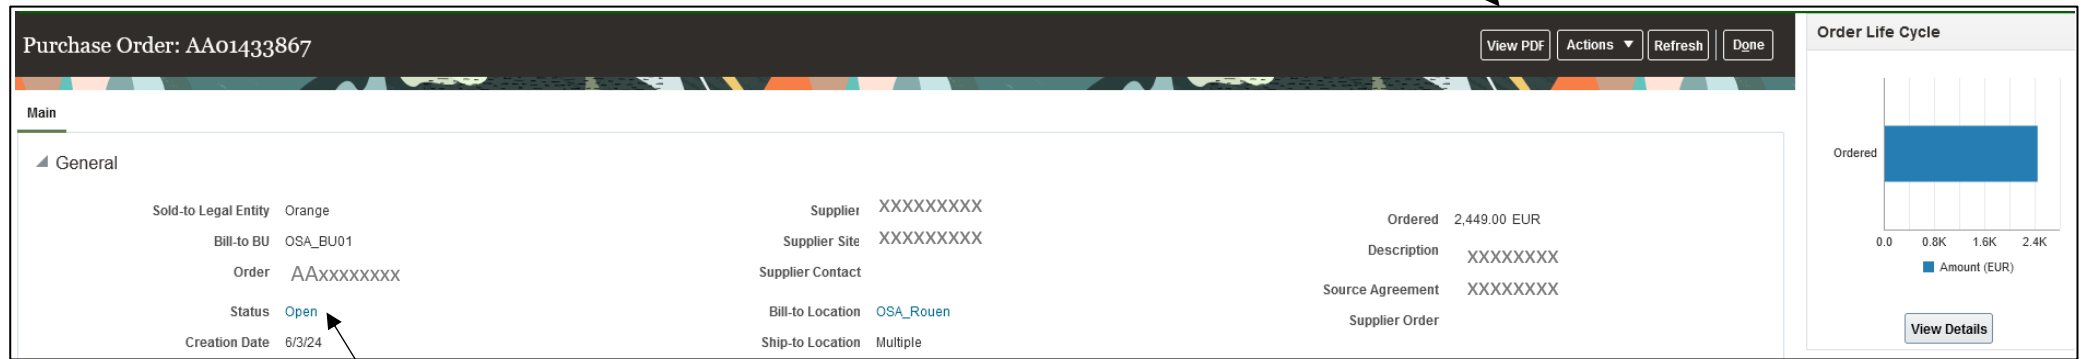 Purchase Order: AA01433867
View PDF
Actions
Refresh
Done
Order Life Cycle
Main
General
Sold-to Legal Entity Orange
Bill-to BU OSA_BU01
Order AAxxxxxxxx
Status Open
Creation Date 6/3/24
Supplier XXXXXXXXX
Supplier Site XXXXXXXXX
Supplier Contact
Bill-to Location OSA_Rouen
Ship-to Location Multiple
Ordered 2,449.00 EUR
Description XXXXXXXX
Source Agreement XXXXXXXX
Supplier Order
Ordered
0.0 0.8K 1.6K 2.4K
Amount (EUR)
View Details